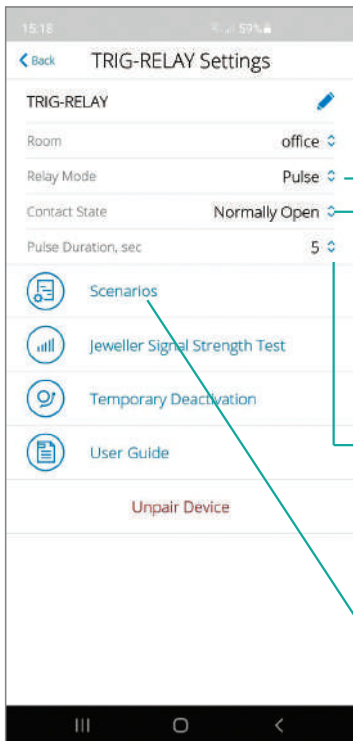 15:18 59%
Back TRIG-RELAY Settings
TRIG-RELAY
Room office
Relay Mode Pulse
Contact State Normally Open
Pulse Duration, sec 5
Scenarios
Jeweller Signal Strength Test
Temporary Deactivation
User Guide
Unpair Device